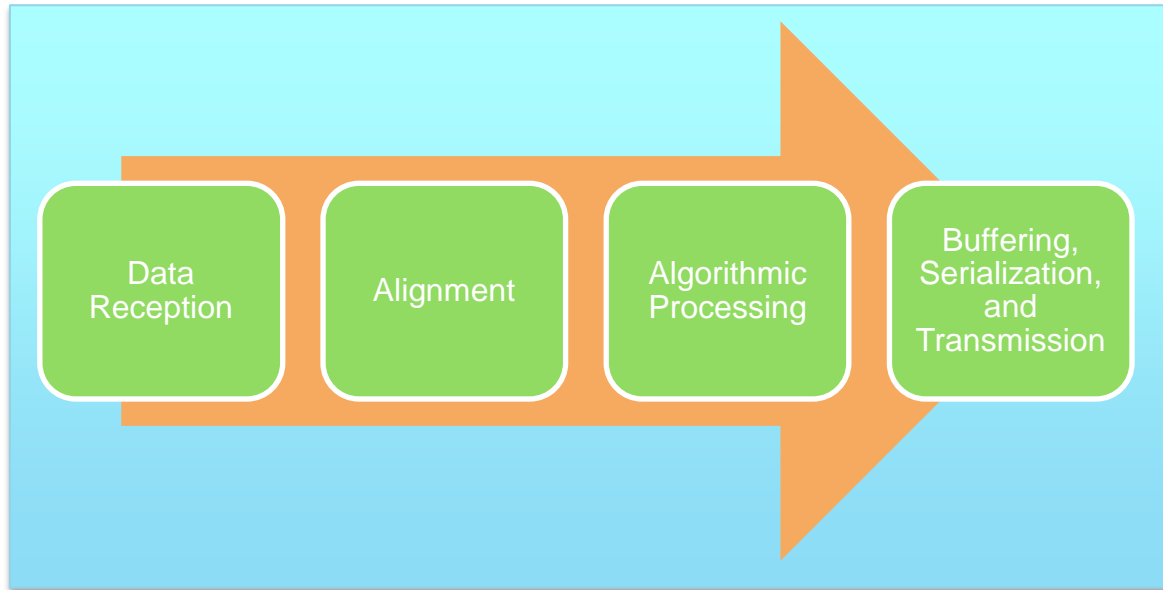 Data
Reception
Alignment
Algorithmic
Processing
Buffering,
Serialization,
and
Transmission